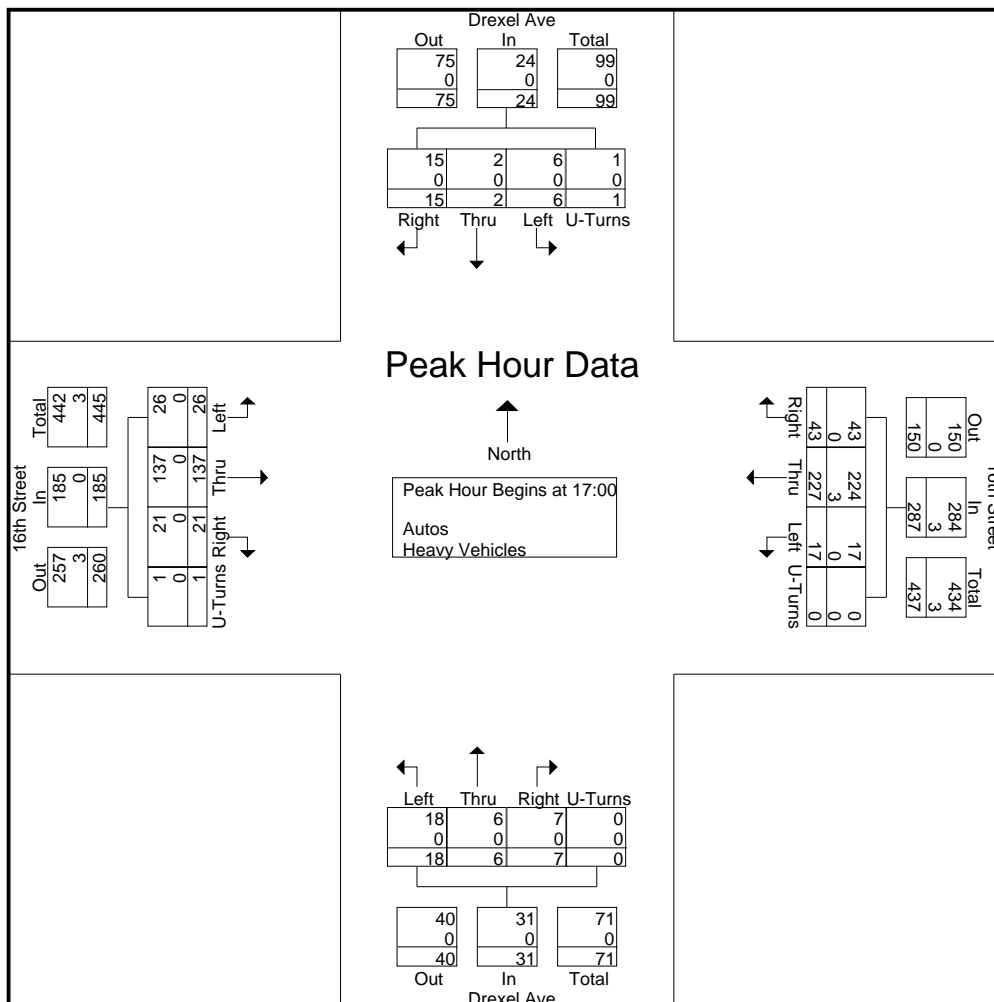 Drexel Ave
Out In Total
75 24 99
0 0 0
75 24 99
15 2 6 1
0 0 0 0
15 2 6 1
Right Thru Left U-Turns
Peak Hour Data
North
Peak Hour Begins at 17:00
Autos
Heavy Vehicles
16th Street
Total In Out
442 185 257
3 0 3
445 185 260
26 137 21 1
0 0 0 0
26 137 21 1
Left Thru Right U-Turns
Street
Out In Total
150 284 434
0 3 3
150 287 437
43 224 17 0
0 3 0 0
43 227 17 0
Right Thru Left U-Turns
Left Thru Right U-Turns
18 6 7 0
0 0 0 0
18 6 7 0
40 31 71
0 0 0
40 31 71
Out In Total
Drexel Ave